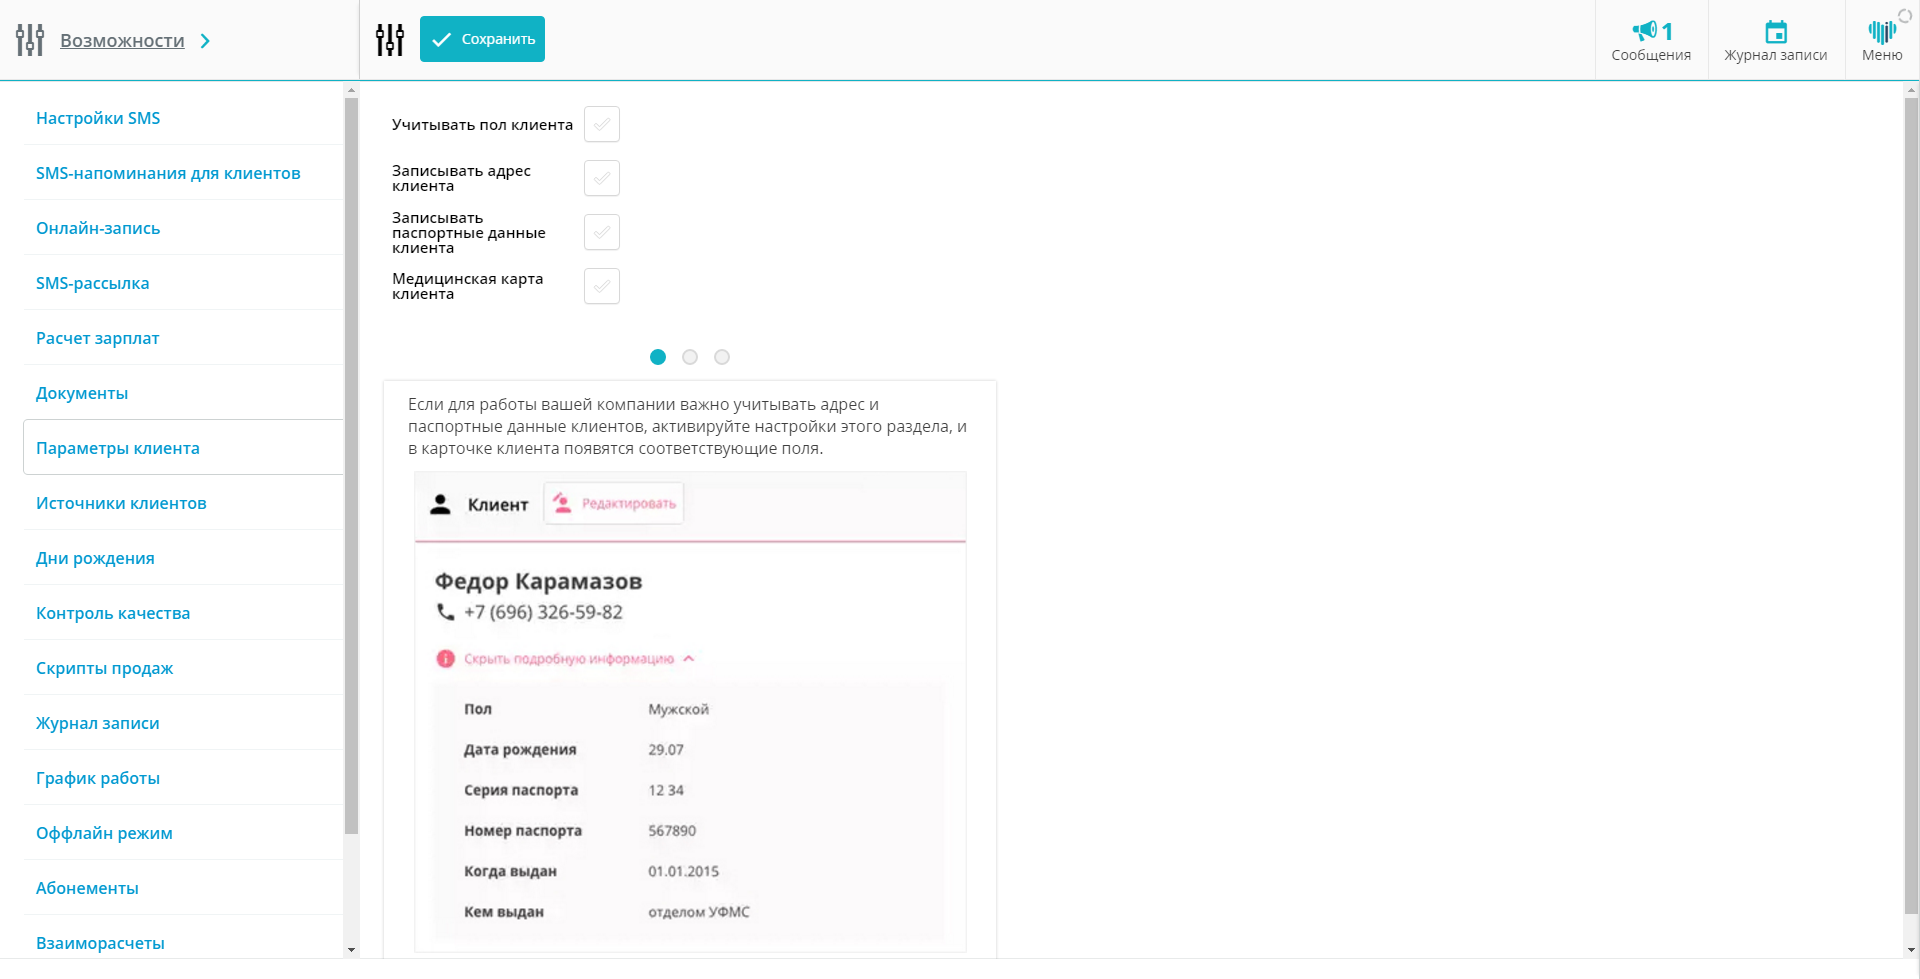 Возможности
Сохранить
1
Сообщения
Журнал записи
Меню
Настройки SMS
SMS-напоминания для клиентов
Онлайн-запись
SMS-рассылка
Расчет зарплат
Документы
Параметры клиента
Источники клиентов
Дни рождения
Контроль качества
Скрипты продаж
Журнал записи
График работы
Оффлайн режим
Абонементы
Взаиморасчеты
Учитывать пол клиента
Записывать адрес
клиента
Записывать
паспортные данные
клиента
Медицинская карта
клиента
Если для работы вашей компании важно учитывать адрес и
паспортные данные клиентов, активируйте настройки этого раздела, и
в карточке клиента появятся соответствующие поля.
Клиент
Редактировать
Федор Карамазов
+7 (696) 326-59-82
Скрыть подробную информацию
Пол Мужской
Дата рождения 29.07
Серия паспорта 12 34
Номер паспорта 567890
Когда выдан 01.01.2015
Кем выдан отделом УФМС